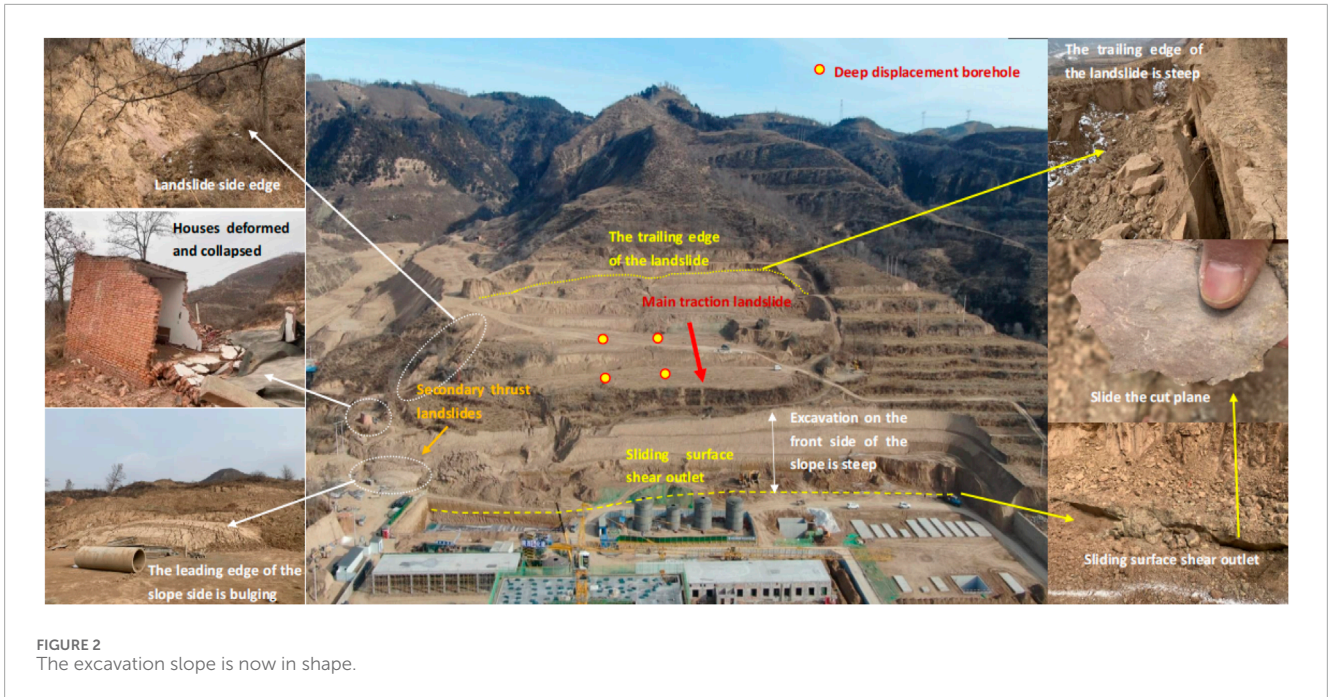 Landslide side edge
Houses deformed
and collapsed
The leading edge of the
slope side is bulging
Deep displacement borehole
The trailing edge
of the landslide
Main traction landslide
Secondary thrust
landslides
Excavation on the
front side of the
slope is steep
Sliding surface
shear outlet
The trailing edge of
the landslide is steep
Slide the cut plane
Sliding surface shear outlet
FIGURE 2
The excavation slope is now in shape.